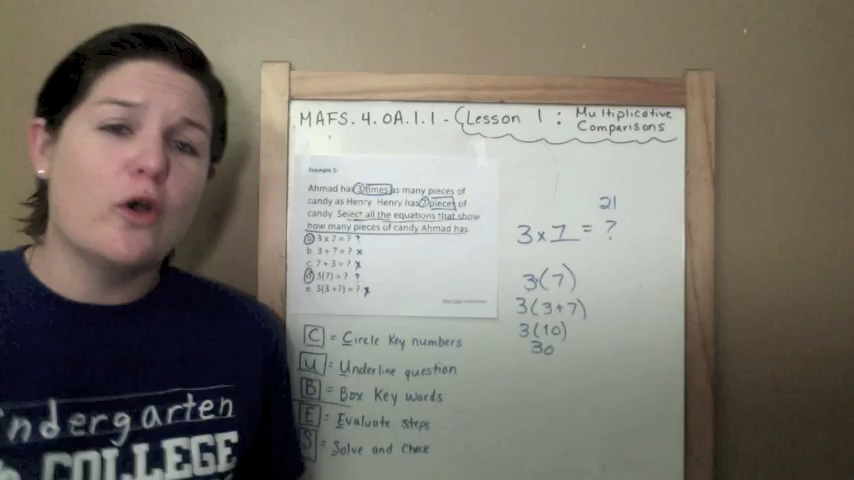 MAFS.4.OA.1.1 - Lesson 1: Multiplicative
Comparisons
Example 5:
Ahmad has 3 times as many pieces of
candy as Henry. Henry has 7 pieces of
candy. Select all the equations that show
how many pieces of candy Ahmad has.
a. 3 x 7 = ? ?
b. 3 + 7 = ? x
c. 7 + 3 = ? x
d. 3(7) = ? ?
e. 3(3+7) = ? x
C = Circle Key numbers
U = Underline question
B = Box Key words
E = Evaluate steps
S = Solve and check
21
3 x 7 = ?
3(7)
3(3+7)
3(10)
30
ndergarten
COLLEGE